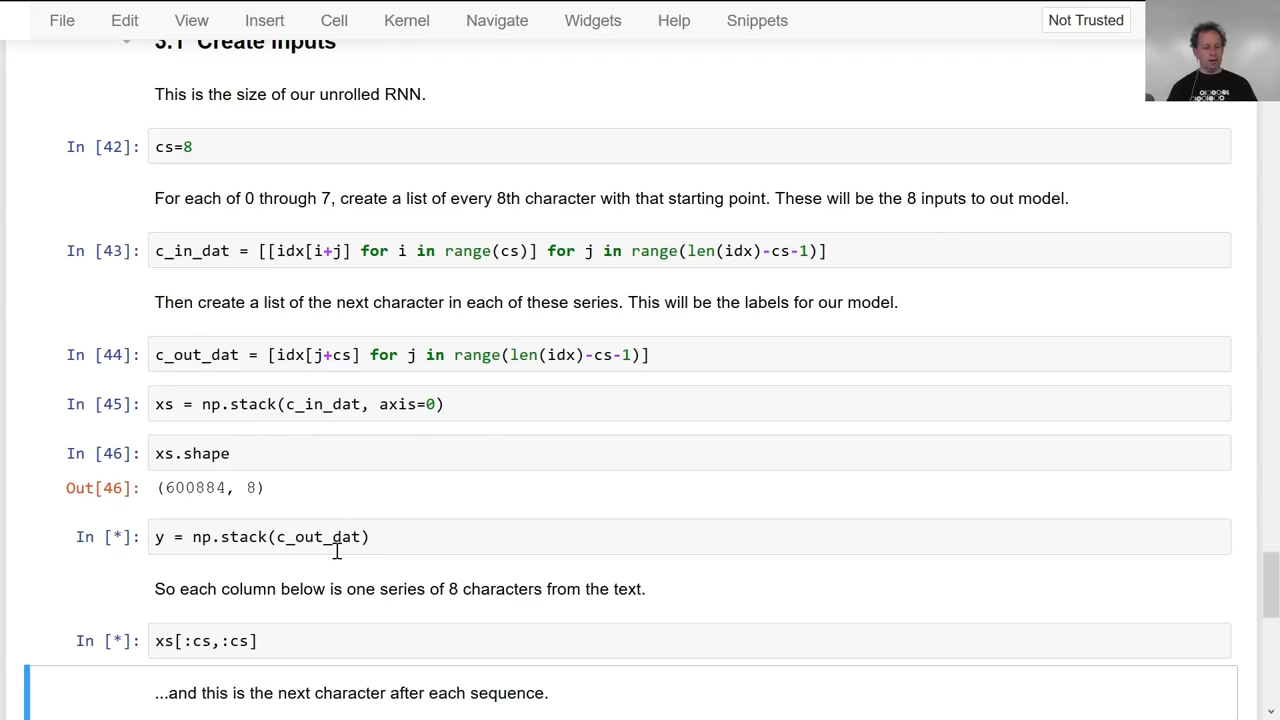 File Edit View Insert Cell Kernel Navigate Widgets Help Snippets Not Trusted
3.1 Create inputs
This is the size of our unrolled RNN.
In [42]: cs=8
For each of 0 through 7, create a list of every 8th character with that starting point. These will be the 8 inputs to out model.
In [43]: c_in_dat = [[idx[i+j] for i in range(cs)] for j in range(len(idx)-cs-1)]
Then create a list of the next character in each of these series. This will be the labels for our model.
In [44]: c_out_dat = [idx[j+cs] for j in range(len(idx)-cs-1)]
In [45]: xs = np.stack(c_in_dat, axis=0)
In [46]: xs.shape
Out[46]: (600884, 8)
In [*]: y = np.stack(c_out_dat)
So each column below is one series of 8 characters from the text.
In [*]: xs[:cs,:cs]
...and this is the next character after each sequence.